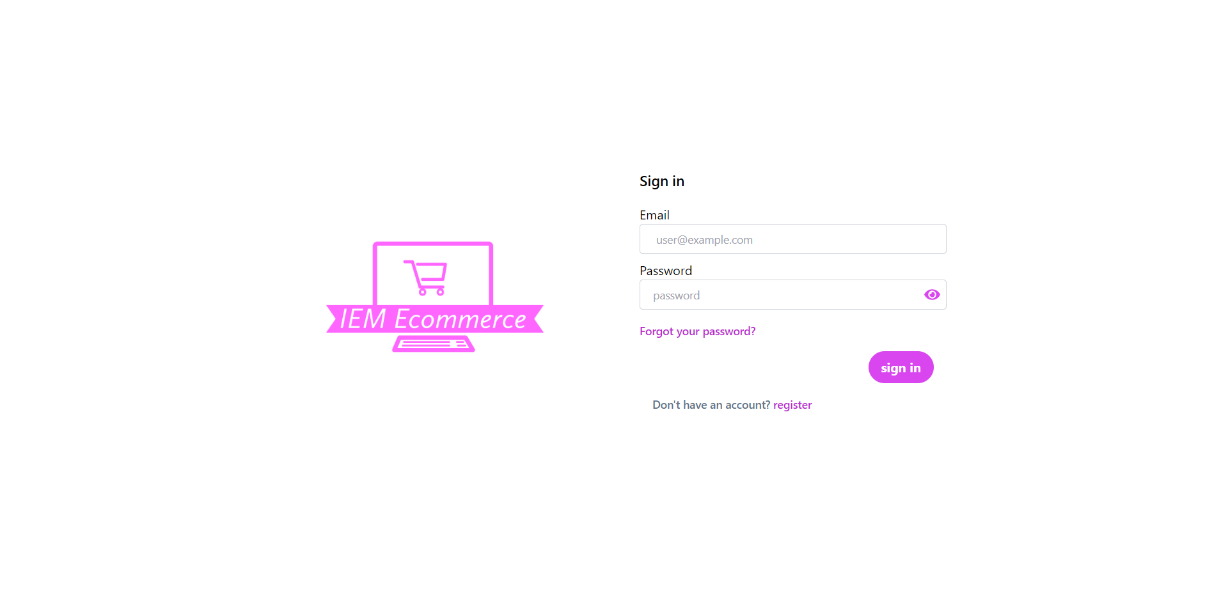 IEM Ecommerce
Sign in
Email
user@example.com
Password
password
Forgot your password?
sign in
Don't have an account? register